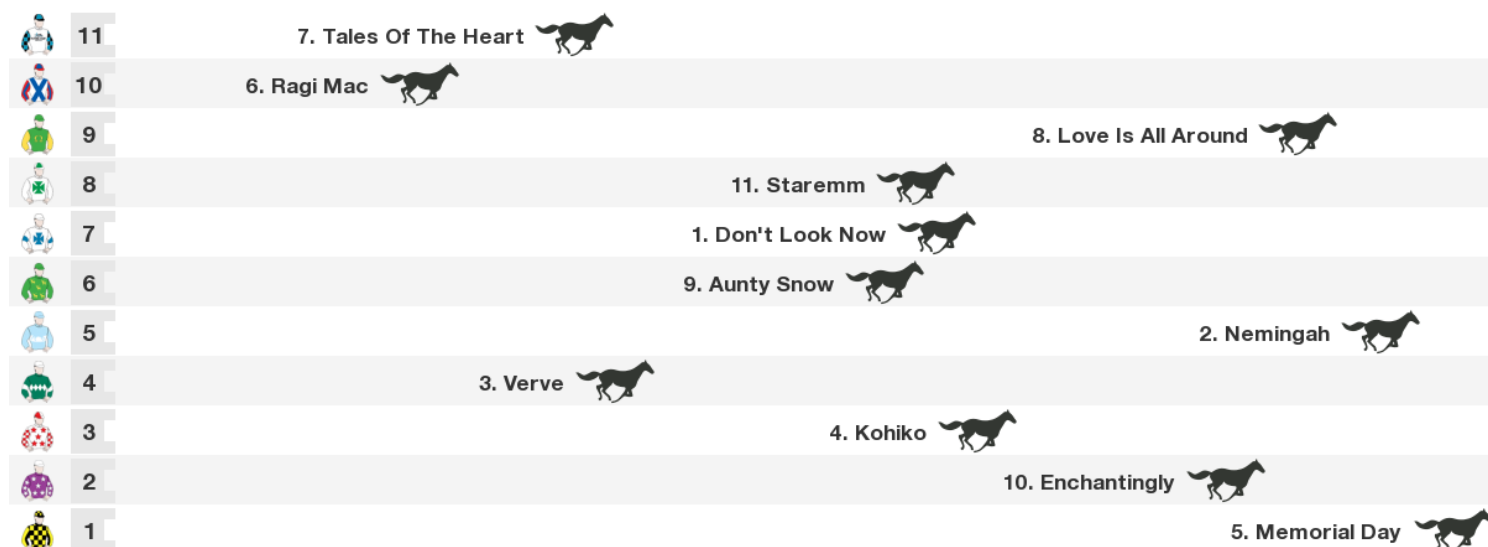 11 7. Tales Of The Heart
10 6. Ragi Mac
9 8. Love Is All Around
8 11. Staremm
7 1. Don't Look Now
6 9. Aunty Snow
5 2. Nemingah
4 3. Verve
3 4. Kohiko
2 10. Enchantingly
1 5. Memorial Day